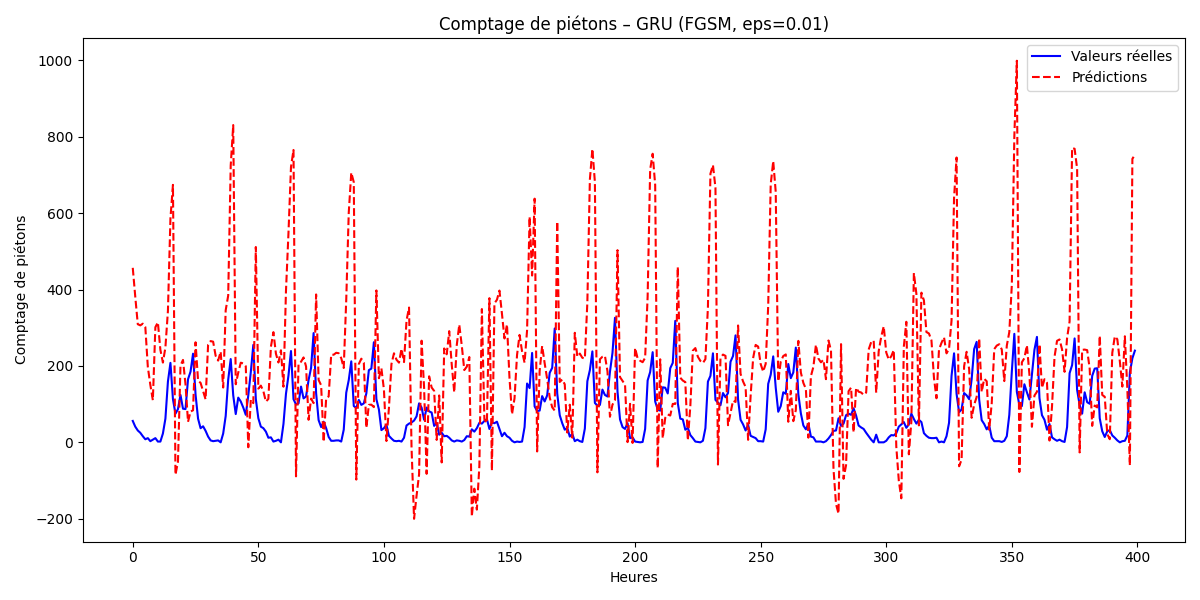 Comptage de piétons – GRU (FGSM, eps=0.01)
Valeurs réelles
Prédictions
Comptage de piétons
1000
800
600
400
200
0
−200
0 50 100 150 200 250 300 350 400
Heures